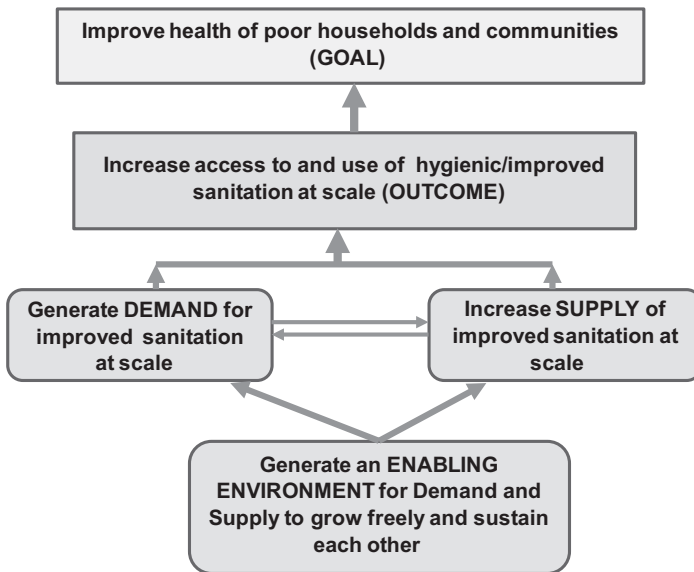 Improve health of poor households and communities
(GOAL)
Increase access to and use of hygienic/improved
sanitation at scale (OUTCOME)
Generate DEMAND for
improved sanitation
at scale
Increase SUPPLY of
improved sanitation at
scale
Generate an ENABLING
ENVIRONMENT for Demand and
Supply to grow freely and sustain
each other